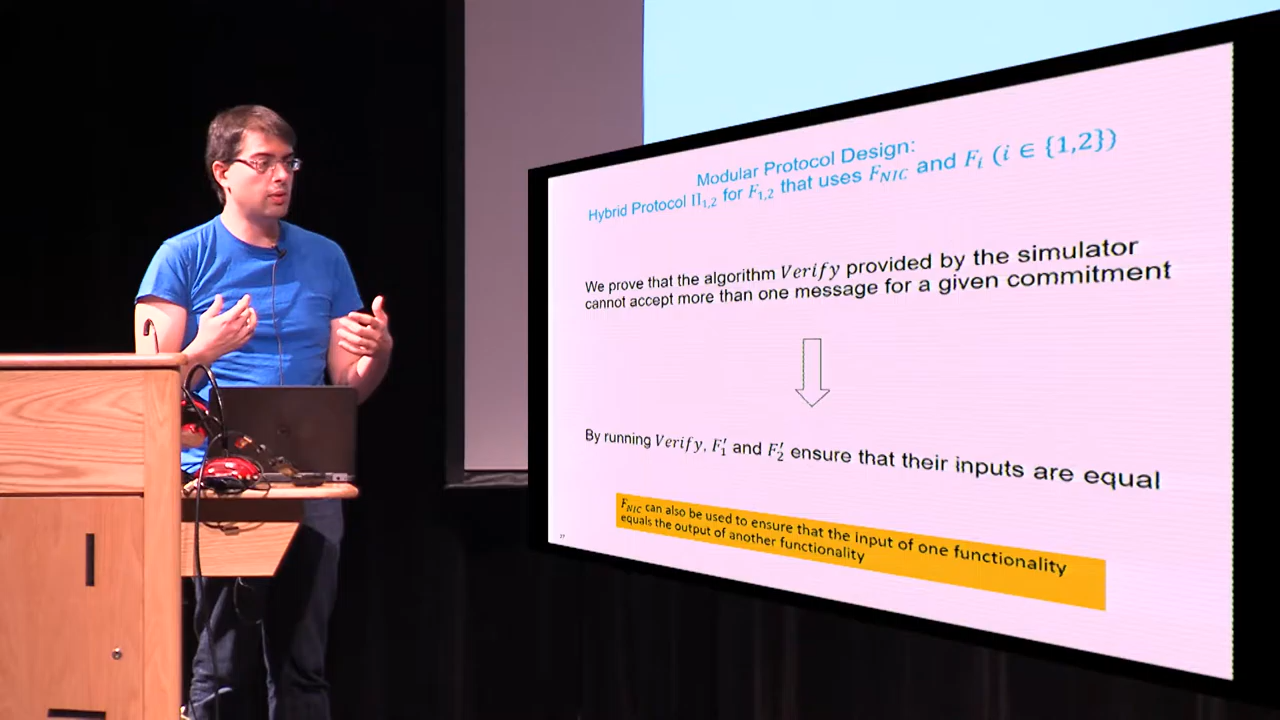 Modular Protocol Design:
Hybrid Protocol Π₁,₂ for F₁,₂ that uses F_NIC and F_i (i ∈ {1,2})
We prove that the algorithm Verify provided by the simulator
cannot accept more than one message for a given commitment
By running Verify, F₁′ and F₂′ ensure that their inputs are equal
F_NIC can also be used to ensure that the input of one functionality
equals the output of another functionality